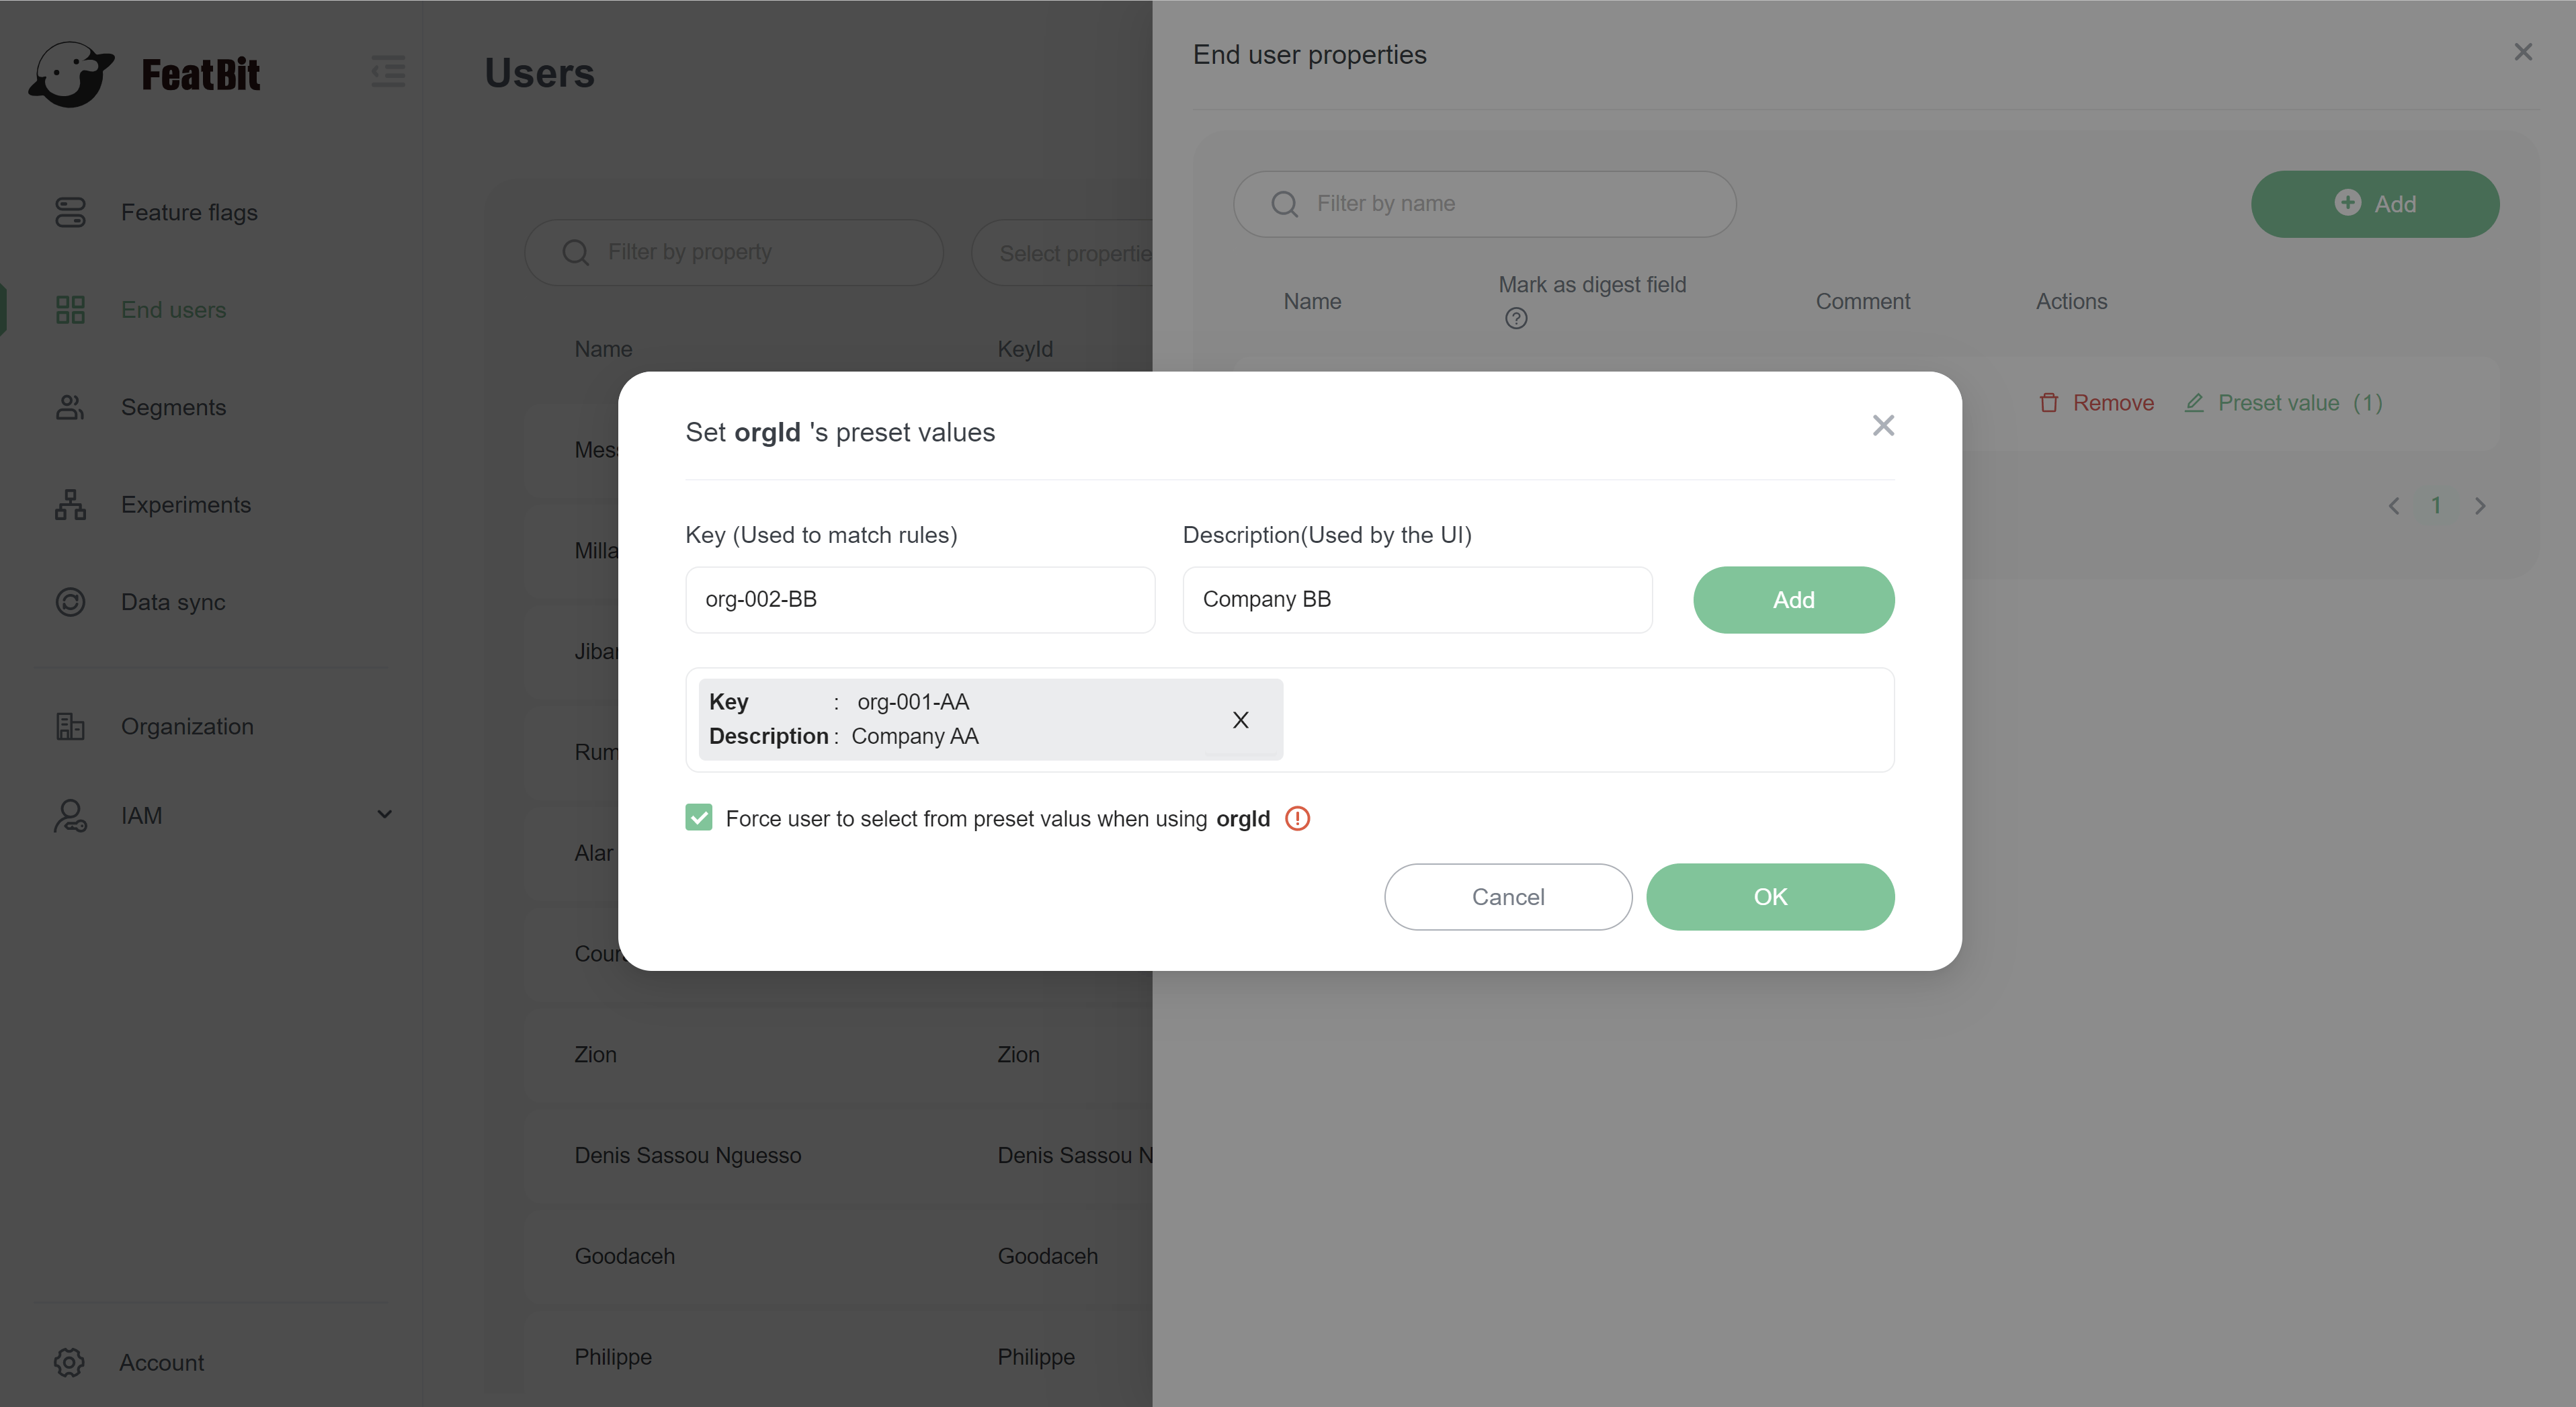 FeatBit
Feature flags
End users
Segments
Experiments
Data sync
Organization
IAM
Account
Users
Filter by property
Select propertie
Name KeyId
Mess
Milla
Jibar
Rum
Alar
Cour
Zion Zion
Denis Sassou Nguesso Denis Sassou N
Goodaceh Goodaceh
Philippe Philippe
End user properties
Filter by name
Add
Name Mark as digest field Comment Actions
Remove Preset value (1)
1
Set orgId 's preset values
Key (Used to match rules) Description(Used by the UI)
org-002-BB Company BB Add
Key : org-001-AA
Description : Company AA
X
Force user to select from preset valus when using orgId
Cancel OK